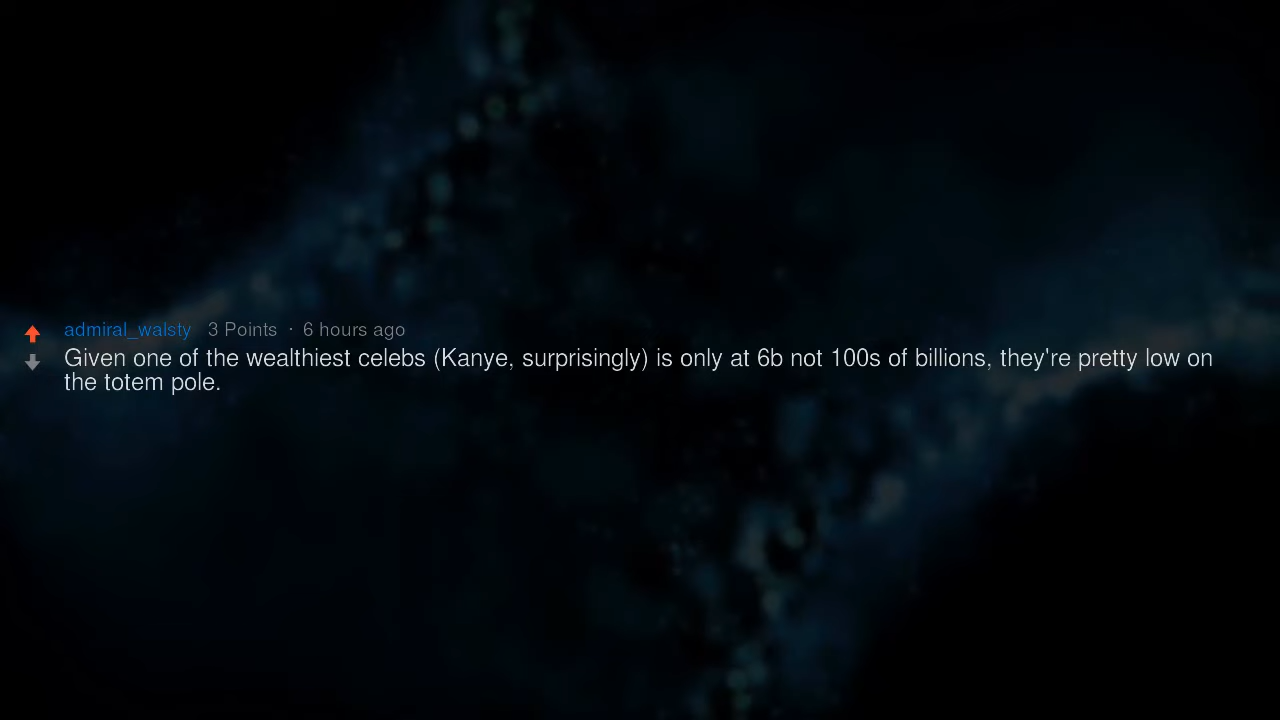 admiral_walsty 3 Points · 6 hours ago
Given one of the wealthiest celebs (Kanye, surprisingly) is only at 6b not 100s of billions, they're pretty low on
the totem pole.